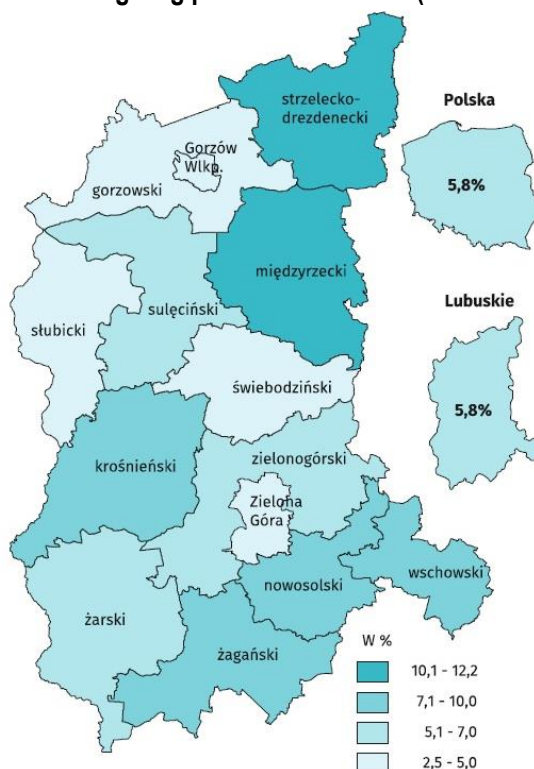 strzelecko-
drezdenecki
Polska
Gorzów
Wlkp.
gorzowski
5,8%
międzyrzecki
Lubuskie
sulęciński
słubicki
świebodziński
5,8%
krośnieński
zielonogórski
Zielona
Góra
nowosolski
wschowski
żarski
żagański
W %
10,1 - 12,2
7,1 - 10,0
5,1 - 7,0
2,5 - 5,0